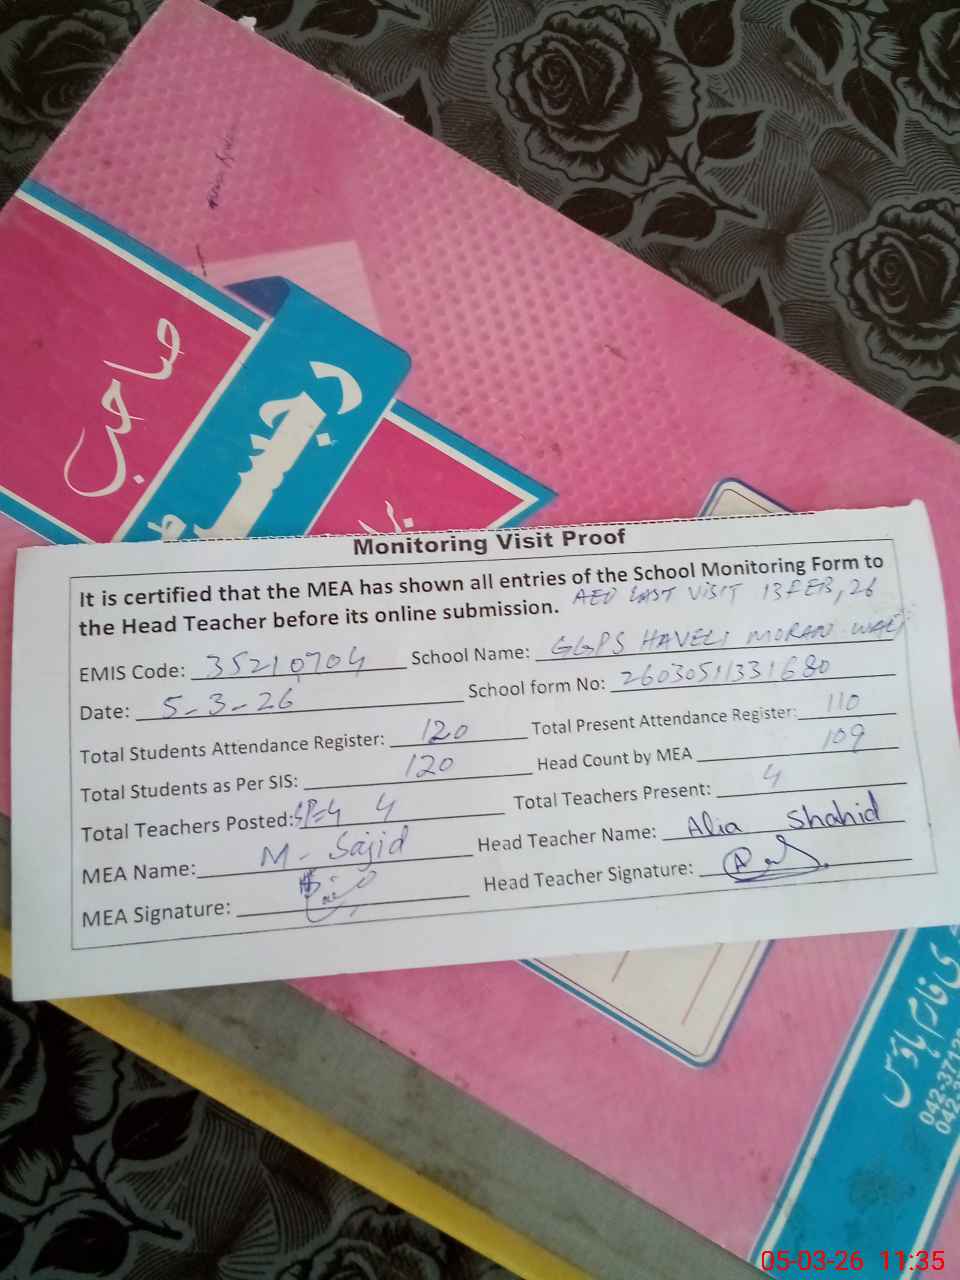 صاحب
رجسٹر
Monitoring Visit Proof
It is certified that the MEA has shown all entries of the School Monitoring Form to
the Head Teacher before its online submission. AEO LAST VISIT 13 FEB, 26
EMIS Code: 35210704 School Name: GGPS HAVELI MORAN WALI
Date: 5-3-26 School form No: 26030511331680
Total Students Attendance Register: 120 Total Present Attendance Register: 110
Total Students as Per SIS: 120 Head Count by MEA 109
Total Teachers Posted: SP=4 4 Total Teachers Present: 4
MEA Name: M. Sajid Head Teacher Name: Alia Shahid
MEA Signature: Head Teacher Signature:
042-3712
042-
05-03-26 11:35